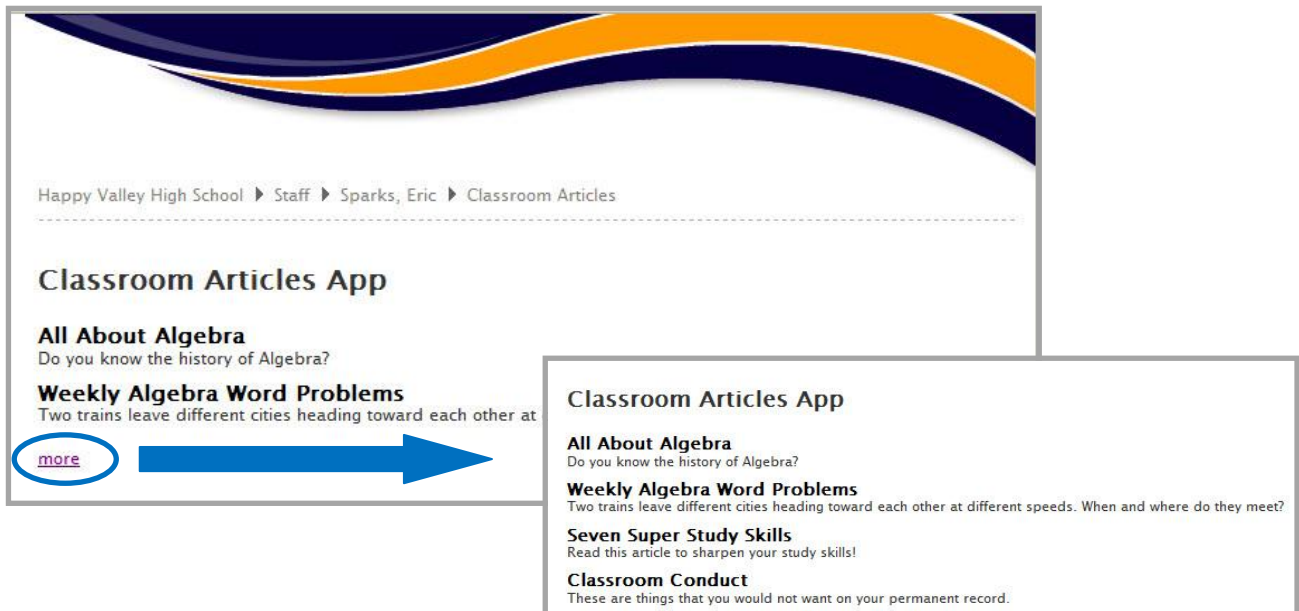 Happy Valley High School Staff Sparks, Eric Classroom Articles
Classroom Articles App
All About Algebra
Do you know the history of Algebra?
Weekly Algebra Word Problems
Two trains leave different cities heading toward each other at
more
Classroom Articles App
All About Algebra
Do you know the history of Algebra?
Weekly Algebra Word Problems
Two trains leave different cities heading toward each other at different speeds. When and where do they meet?
Seven Super Study Skills
Read this article to sharpen your study skills!
Classroom Conduct
These are things that you would not want on your permanent record.